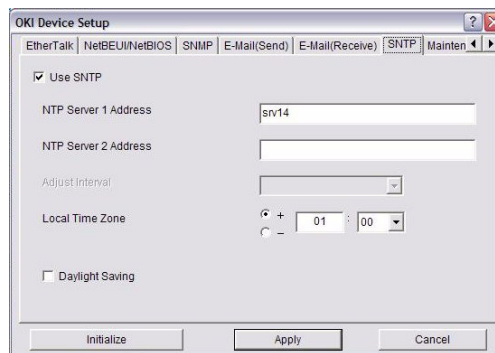 OKI Device Setup
EtherTalk NetBEUI/NetBIOS SNMP E-Mail(Send) E-Mail(Receive) SNTP Mainten
Use SNTP
NTP Server 1 Address srv14
NTP Server 2 Address
Adjust Interval
Local Time Zone + 01 : 00
–
Daylight Saving
Initialize Apply Cancel